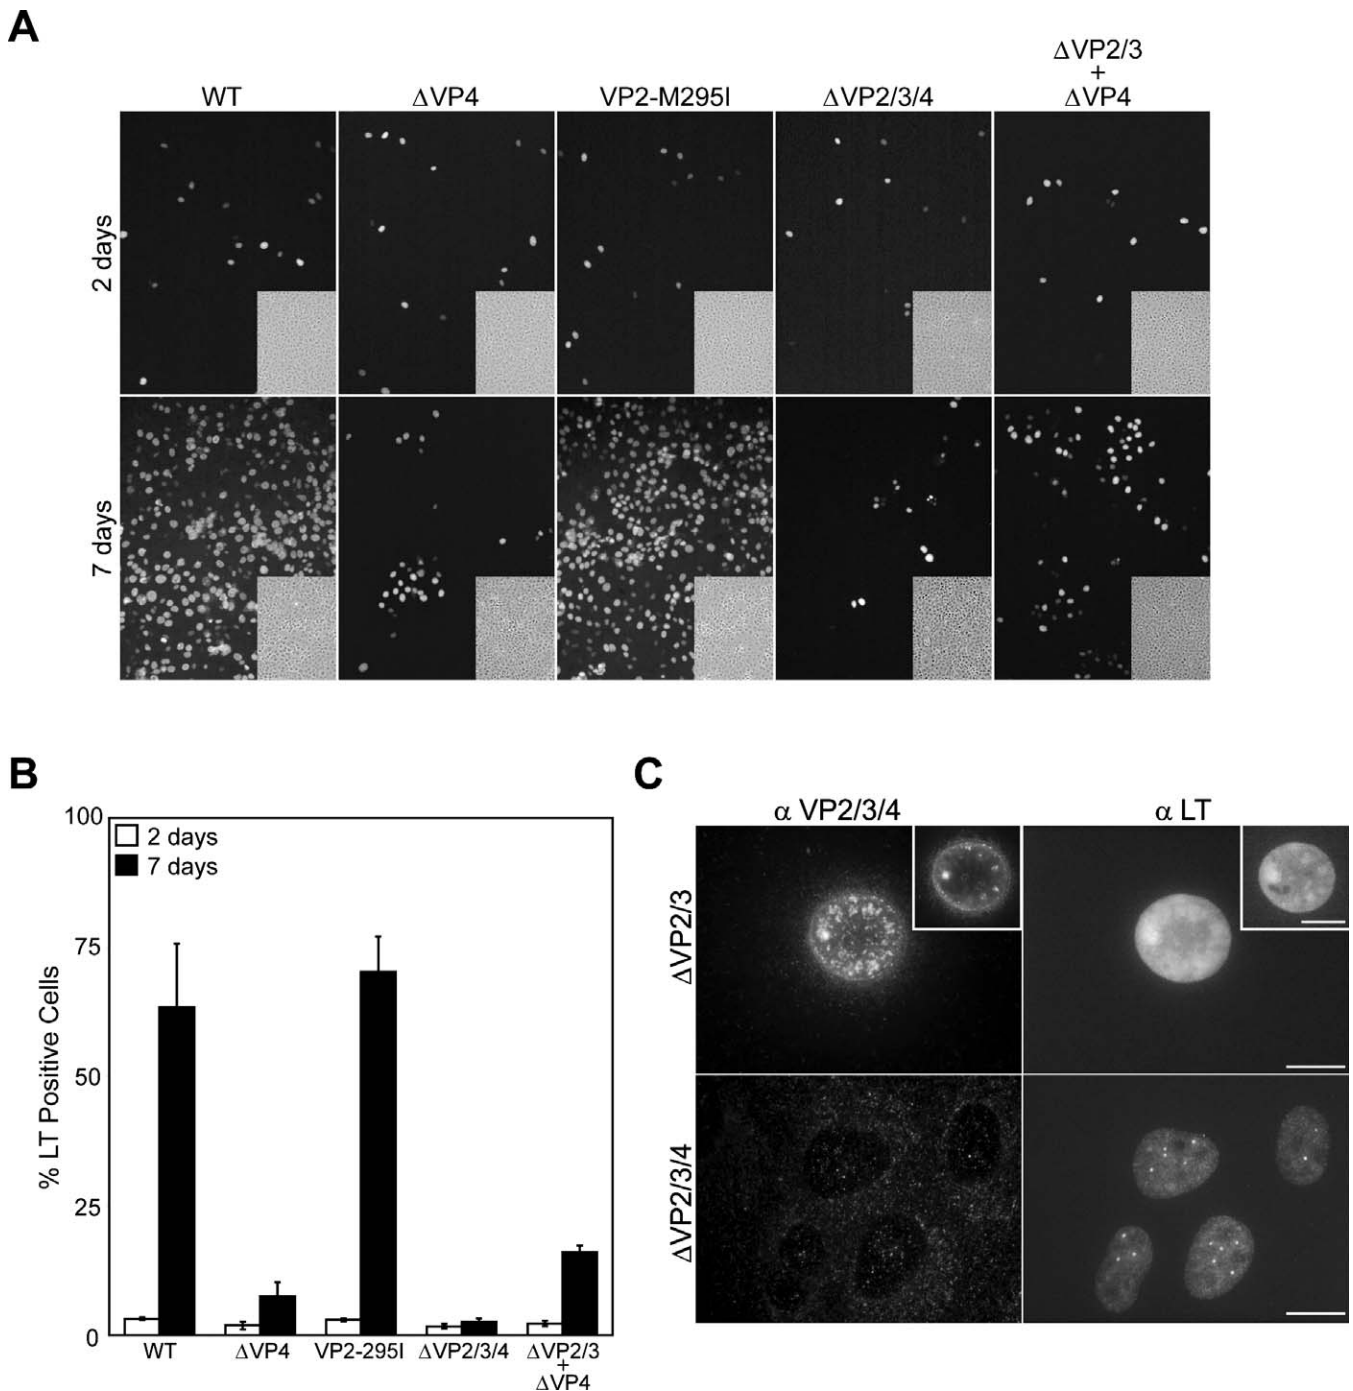 A
WT
ΔVP4
VP2-M295I
ΔVP2/3/4
ΔVP2/3
+
ΔVP4
2 days
7 days
B
% LT Positive Cells
100
75
50
25
0
2 days
7 days
WT
ΔVP4
VP2-295I
ΔVP2/3/4
ΔVP2/3
+
ΔVP4
C
α VP2/3/4
α LT
ΔVP2/3
ΔVP2/3/4